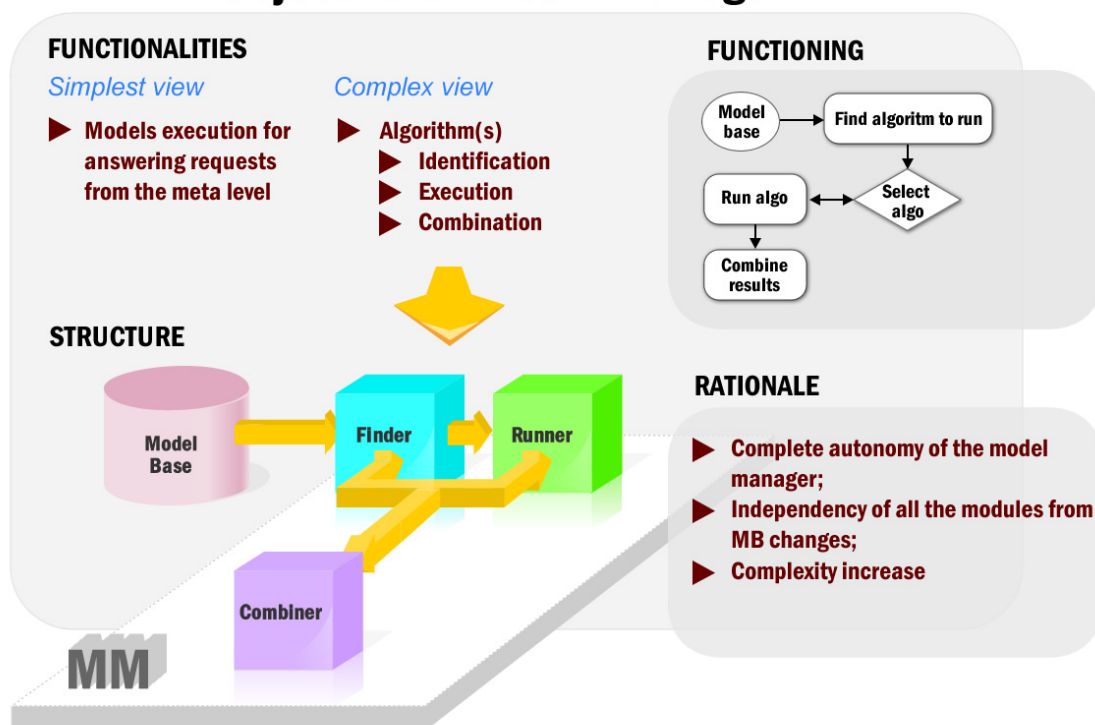 FUNCTIONALITIES
Simplest view
Models execution for
answering requests
from the meta level
Complex view
Algorithm(s)
Identification
Execution
Combination
FUNCTIONING
Model
base
Find algoritm to run
Select
algo
Run algo
Combine
results
STRUCTURE
Model
Base
Finder
Runner
Combiner
MM
RATIONALE
Complete autonomy of the model
manager;
Independency of all the modules from
MB changes;
Complexity increase